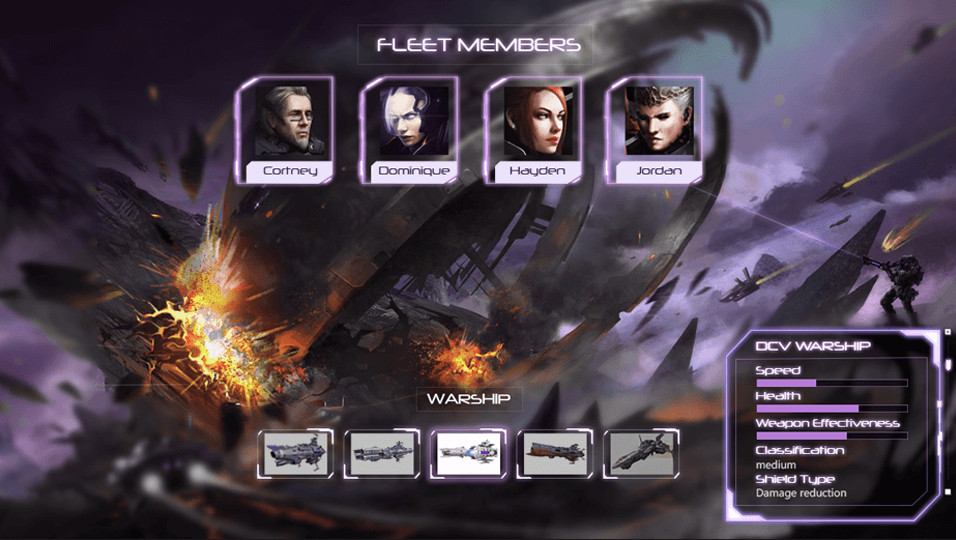 FLEET MEMBERS
Cortney
Dominique
Hayden
Jordan
WARSHIP
DCV WARSHIP
Speed
Health
Weapon Effectiveness
Classification
medium
Shield Type
Damage reduction